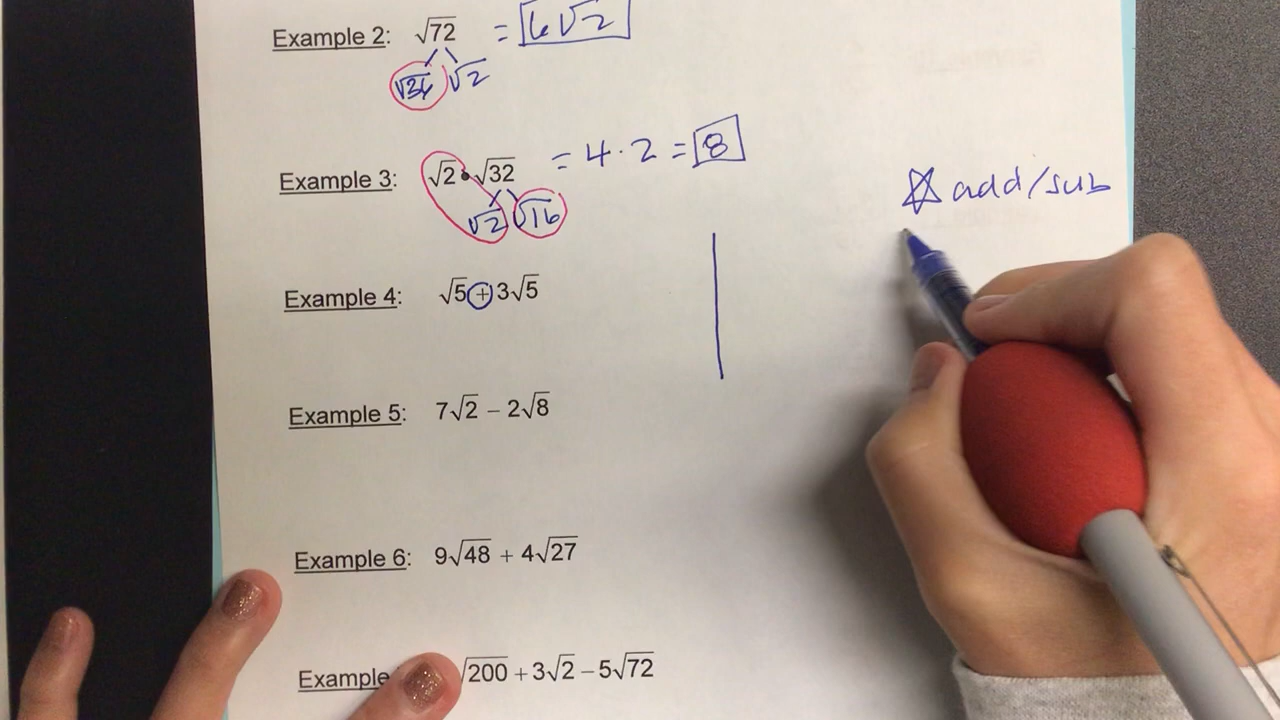 Example 2: √72 = 6√2
√36 √2
Example 3: √2 • √32 = 4 · 2 = 8
√2 √16
☆ add/sub
Example 4: √5 + 3√5
Example 5: 7√2 − 2√8
Example 6: 9√48 + 4√27
Example √200 + 3√2 − 5√72